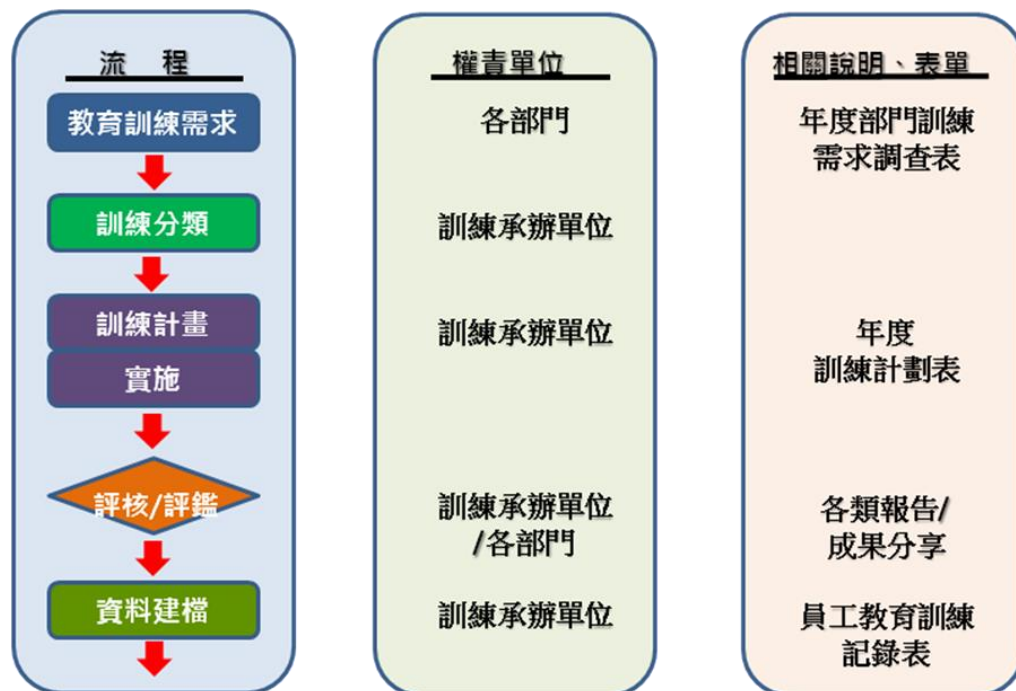 流 程
教育訓練需求
訓練分類
訓練計畫
實施
評核/評鑑
資料建檔
權責單位
各部門
訓練承辦單位
訓練承辦單位
訓練承辦單位
/各部門
訓練承辦單位
相關說明、表單
年度部門訓練
需求調查表
年度
訓練計劃表
各類報告/
成果分享
員工教育訓練
記錄表